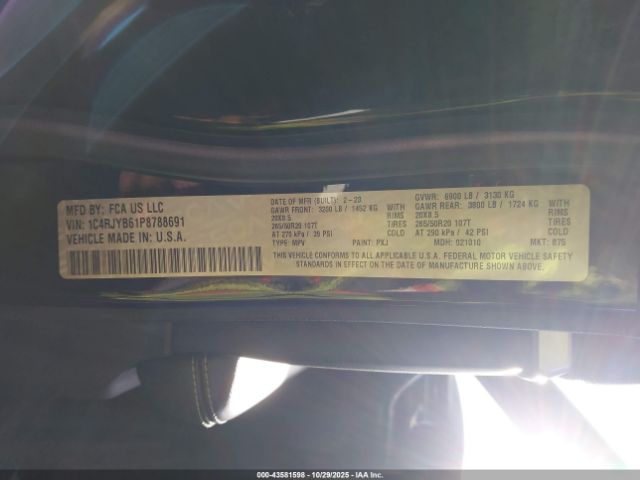 MFD BY: FCA US LLC
VIN: 1C4RJYB61P8788691
VEHICLE MADE IN: U.S.A.
DATE OF MFR (BUILT): 2-23 GVWR: 6900 LB / 3130 KG
GAWR FRONT: 3200 LB / 1452 KG WITH GAWR REAR: 3800 LB / 1724 KG WITH
20X8.5 RIMS 20X8.5 RIMS
265/50R20 107T TIRES 265/50R20 107T TIRES
AT 270 kPa / 39 PSI COLD AT 290 kPa / 42 PSI COLD
TYPE: MPV PAINT: PXJ MDH: 021010 MKT: 875
THIS VEHICLE CONFORMS TO ALL APPLICABLE U.S.A. FEDERAL MOTOR VEHICLE SAFETY
STANDARDS IN EFFECT ON THE DATE OF MANUFACTURE SHOWN ABOVE.
000-43581598 10/29/2025 Copyright IAA, LLC.